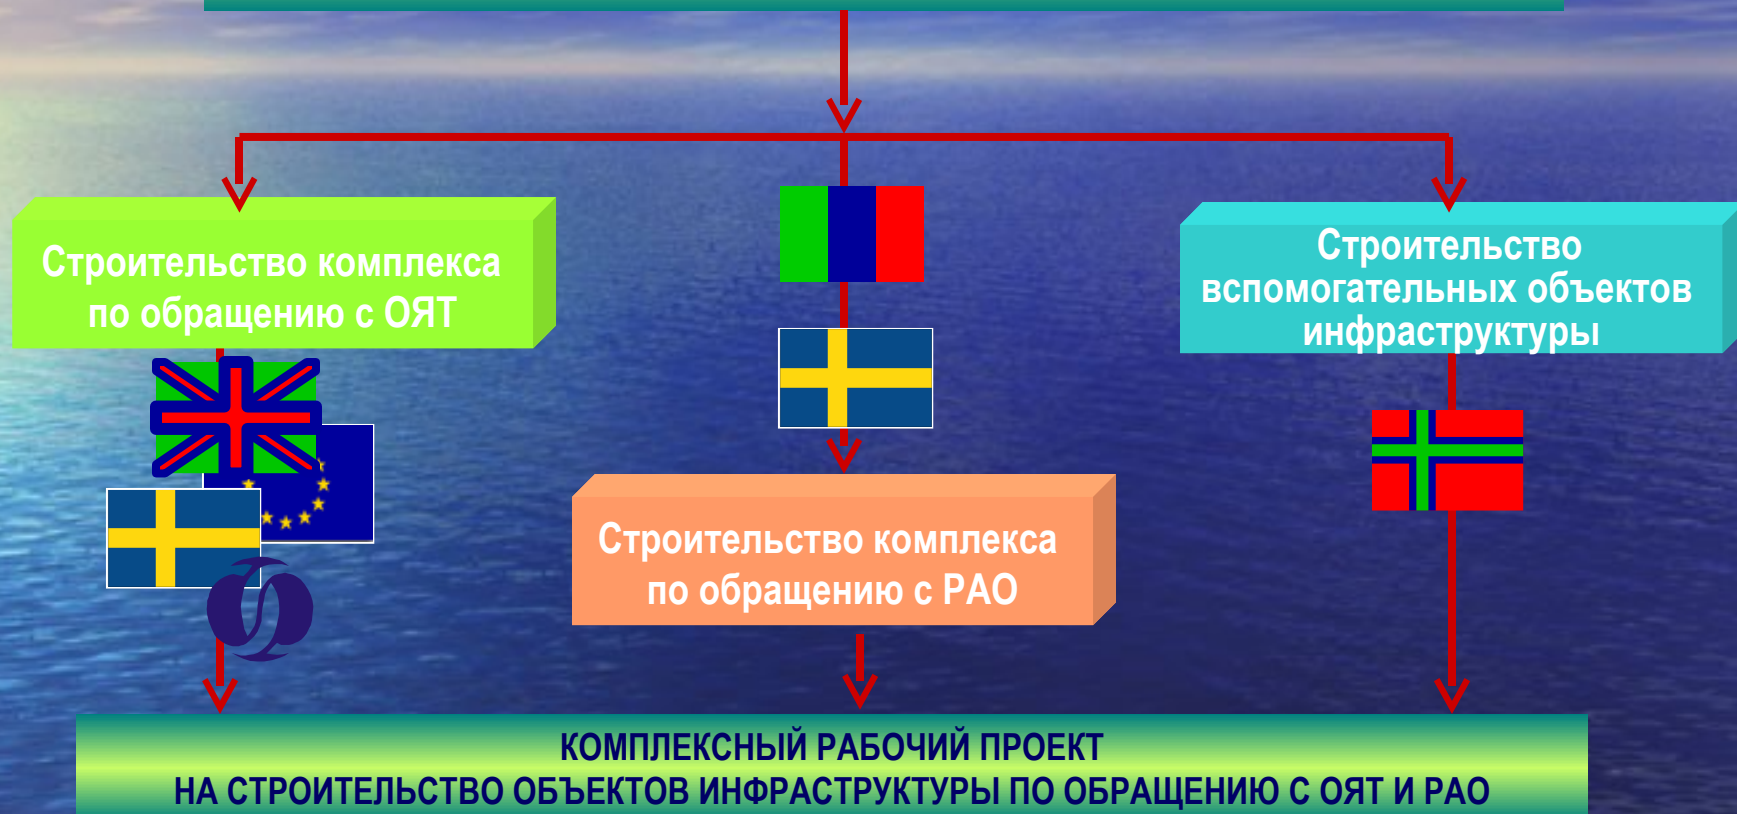 Строительство комплекса
по обращению с ОЯТ
Строительство
вспомогательных объектов
инфраструктуры
Строительство комплекса
по обращению с РАО
КОМПЛЕКСНЫЙ РАБОЧИЙ ПРОЕКТ
НА СТРОИТЕЛЬСТВО ОБЪЕКТОВ ИНФРАСТРУКТУРЫ ПО ОБРАЩЕНИЮ С ОЯТ И РАО